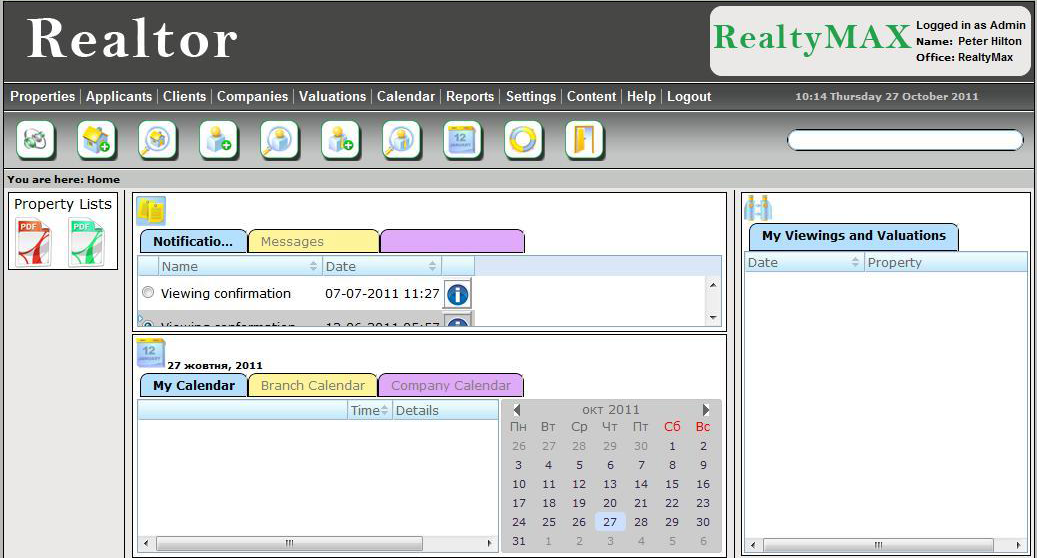 Realtor
RealtyMAX
Logged in as Admin
Name: Peter Hilton
Office: RealtyMax
Properties Applicants Clients Companies Valuations Calendar Reports Settings Content Help Logout
10:14 Thursday 27 October 2011
12
You are here: Home
Property Lists
PDF PDF
Notificatio... Messages
Name Date
Viewing confirmation 07-07-2011 11:27
My Viewings and Valuations
Date Property
12
JANUARY
27 жовтня, 2011
My Calendar Branch Calendar Company Calendar
Time Details
окт 2011
Пн Вт Ср Чт Пт Сб Вс
26 27 28 29 30 1 2
3 4 5 6 7 8 9
10 11 12 13 14 15 16
17 18 19 20 21 22 23
24 25 26 27 28 29 30
31 1 2 3 4 5 6